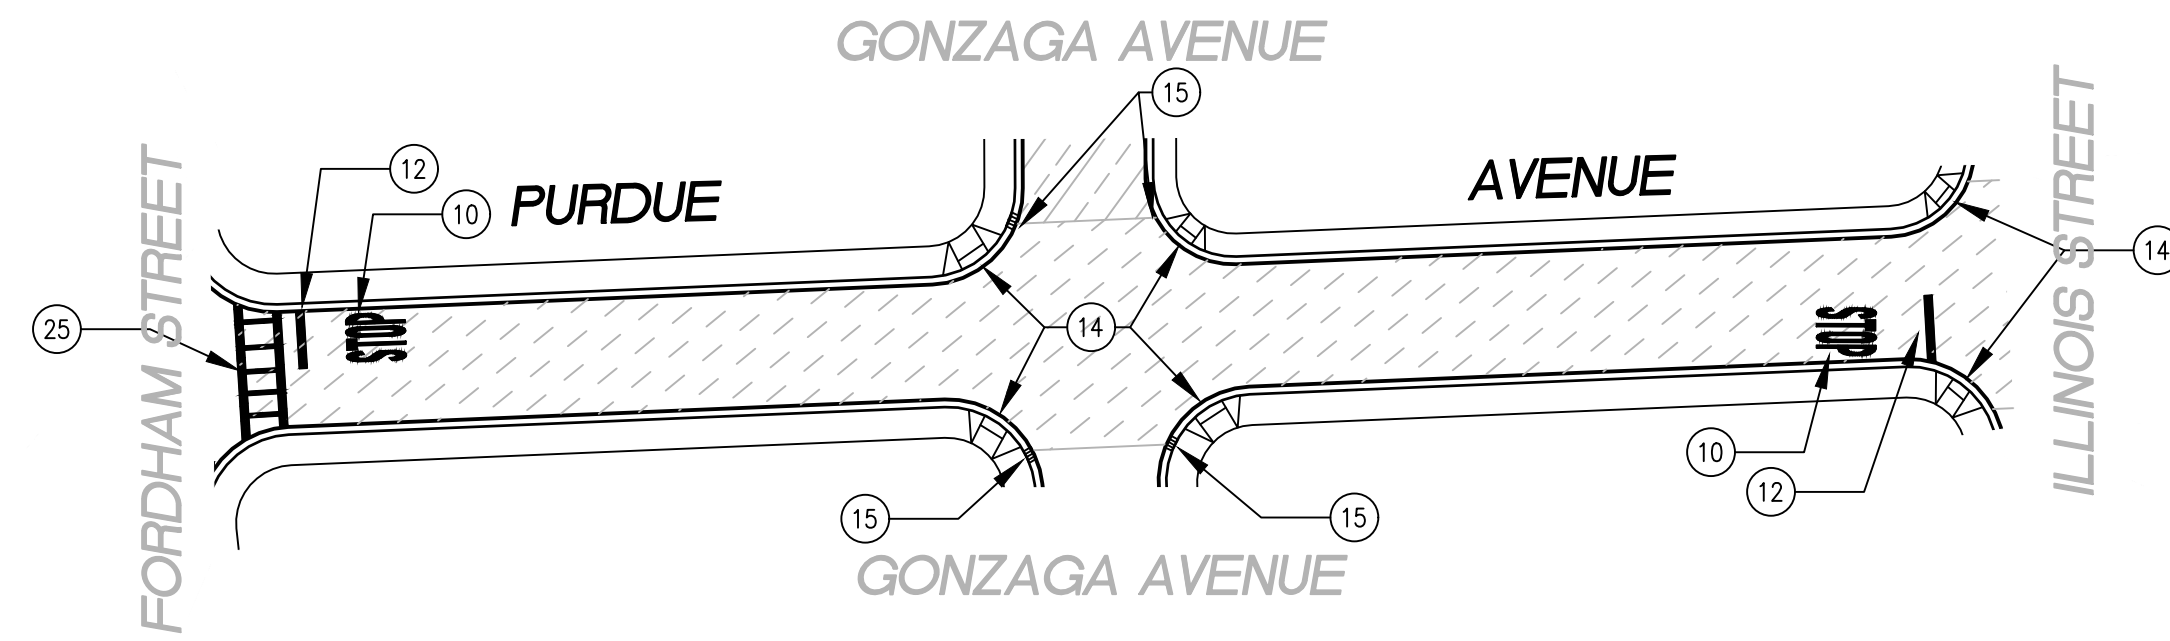 GONZAGA AVENUE
15
12
PURDUE AVENUE
10
FORDHAM STREET
ILLINOIS STREET
14
25
14
STOP
STOP
10
12
15
15
GONZAGA AVENUE